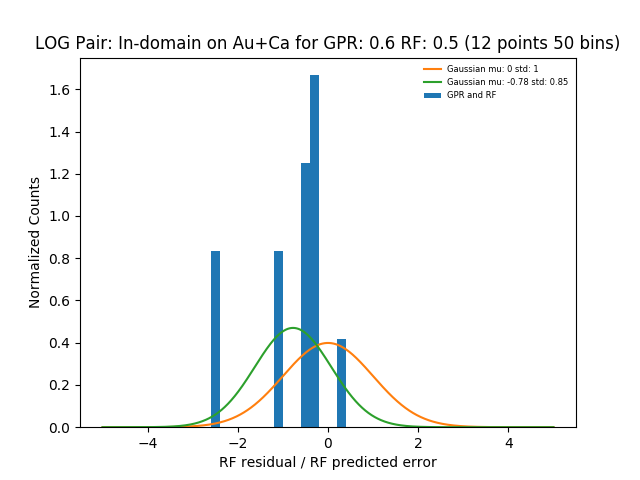 LOG Pair: In-domain on Au+Ca for GPR: 0.6 RF: 0.5 (12 points 50 bins)
Gaussian mu: 0 std: 1
Gaussian mu: -0.78 std: 0.85
GPR and RF
Normalized Counts
1.6
1.4
1.2
1.0
0.8
0.6
0.4
0.2
0.0
−4 −2 0 2 4
RF residual / RF predicted error